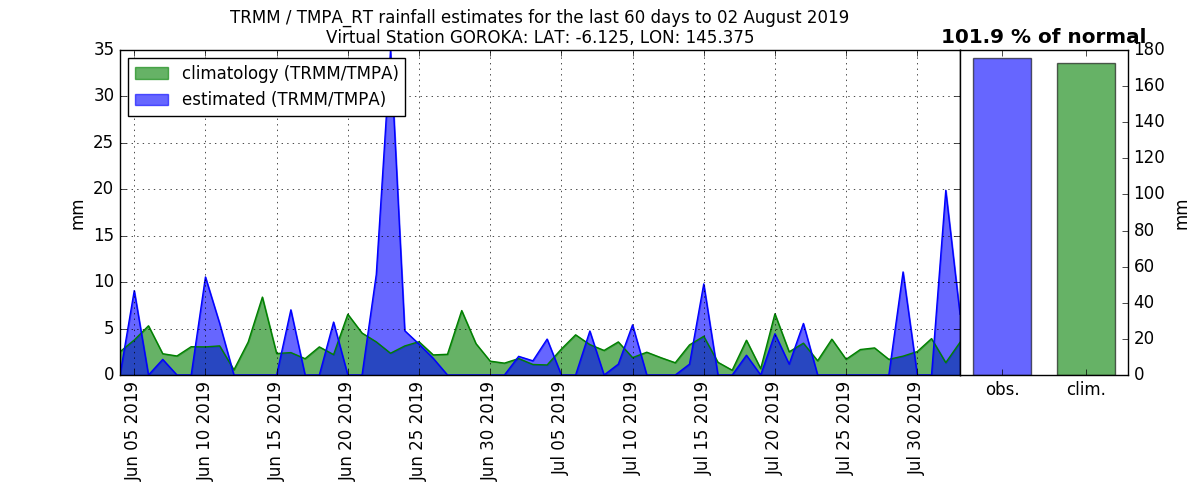 TRMM / TMPA_RT rainfall estimates for the last 60 days to 02 August 2019
Virtual Station GOROKA: LAT: -6.125, LON: 145.375
101.9 % of normal
climatology (TRMM/TMPA)
estimated (TRMM/TMPA)
mm
35
30
25
20
15
10
5
0
Jun 05 2019
Jun 10 2019
Jun 15 2019
Jun 20 2019
Jun 25 2019
Jun 30 2019
Jul 05 2019
Jul 10 2019
Jul 15 2019
Jul 20 2019
Jul 25 2019
Jul 30 2019
obs.
clim.
180
160
140
120
100
80
60
40
20
0
mm